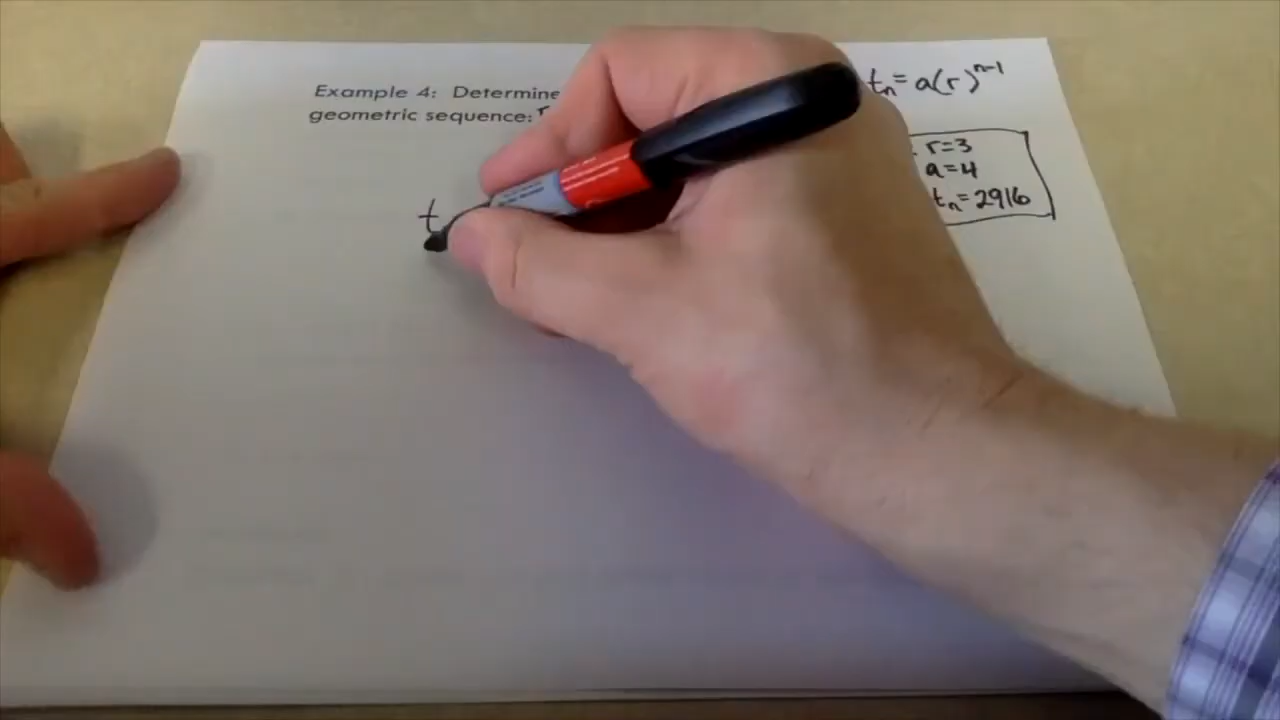 Example 4: Determine
geometric sequence:
tₙ = a(r)ⁿ⁻¹
r=3
a=4
tₙ=2916
t